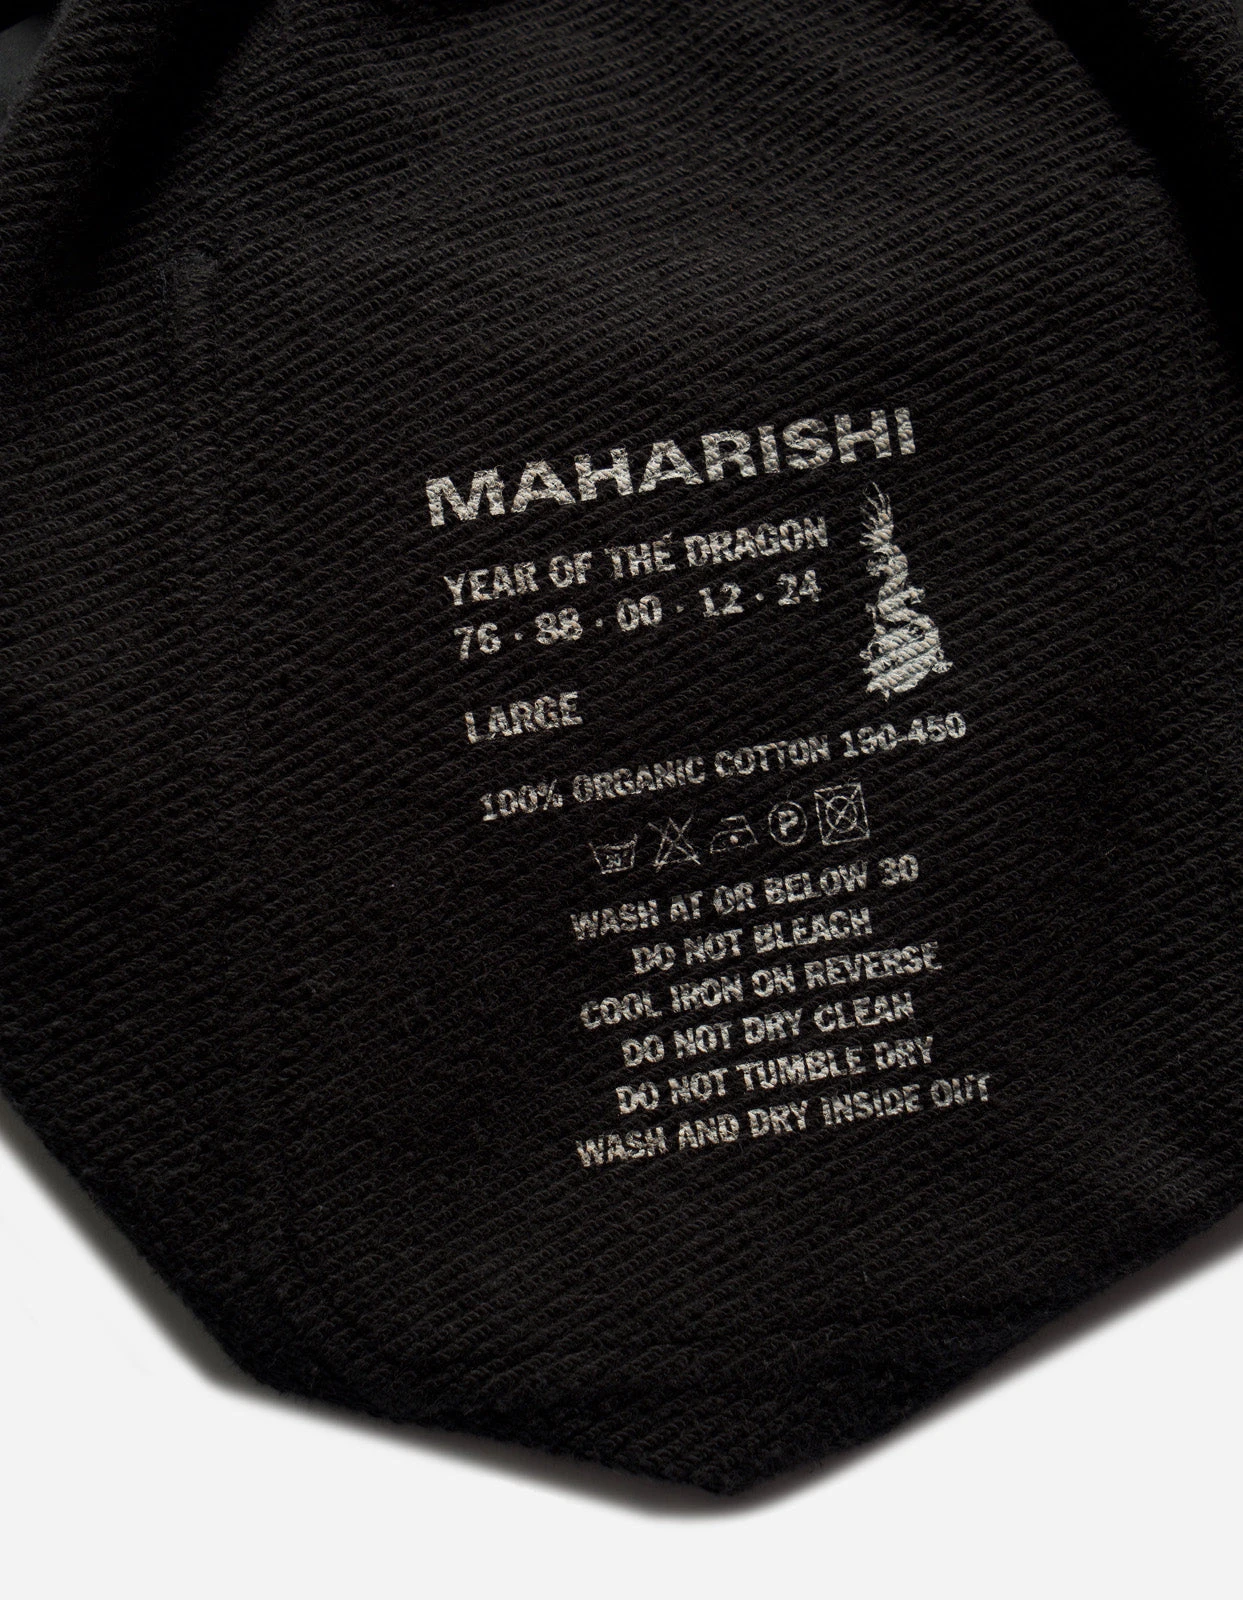 MAHARISHI
YEAR OF THE DRAGON
76 · 88 · 00 · 12 · 24
LARGE
100% ORGANIC COTTON 190-450
P
WASH AT OR BELOW 30
DO NOT BLEACH
COOL IRON ON REVERSE
DO NOT DRY CLEAN
DO NOT TUMBLE DRY
WASH AND DRY INSIDE OUT